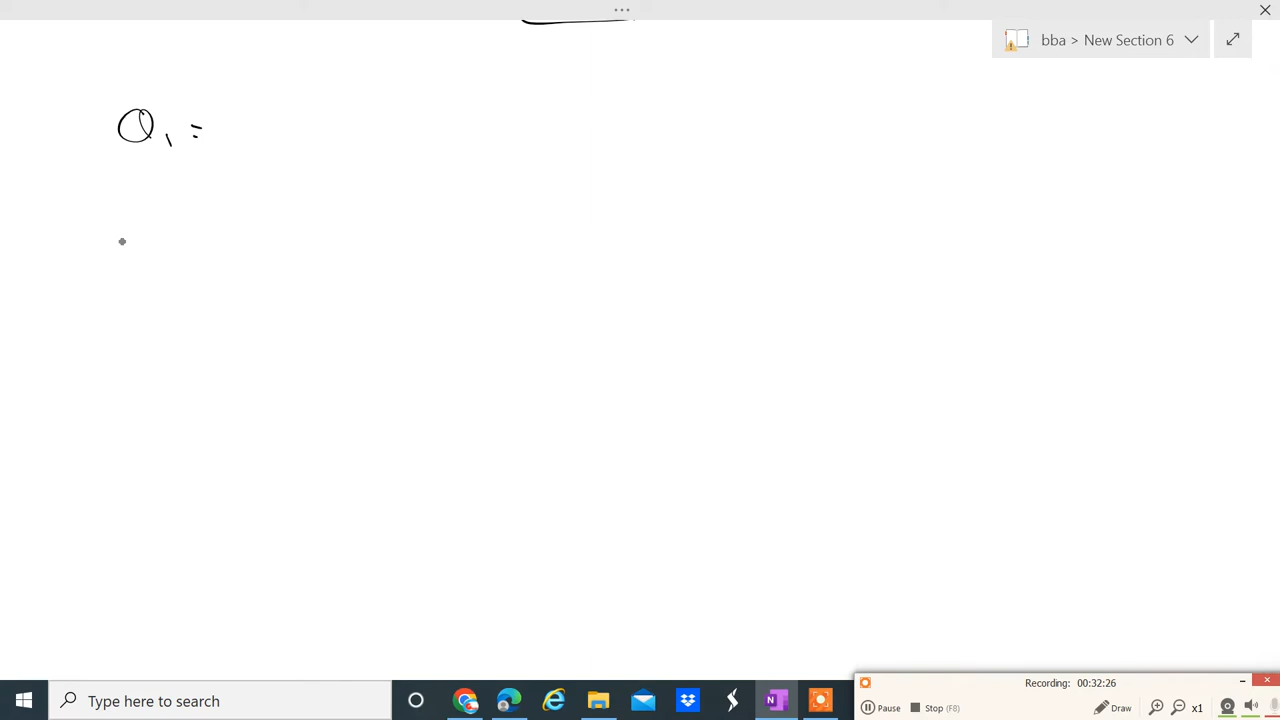 bba > New Section 6
Q₁ =
Type here to search
Recording: 00:32:26
Pause Stop (F8) Draw x1